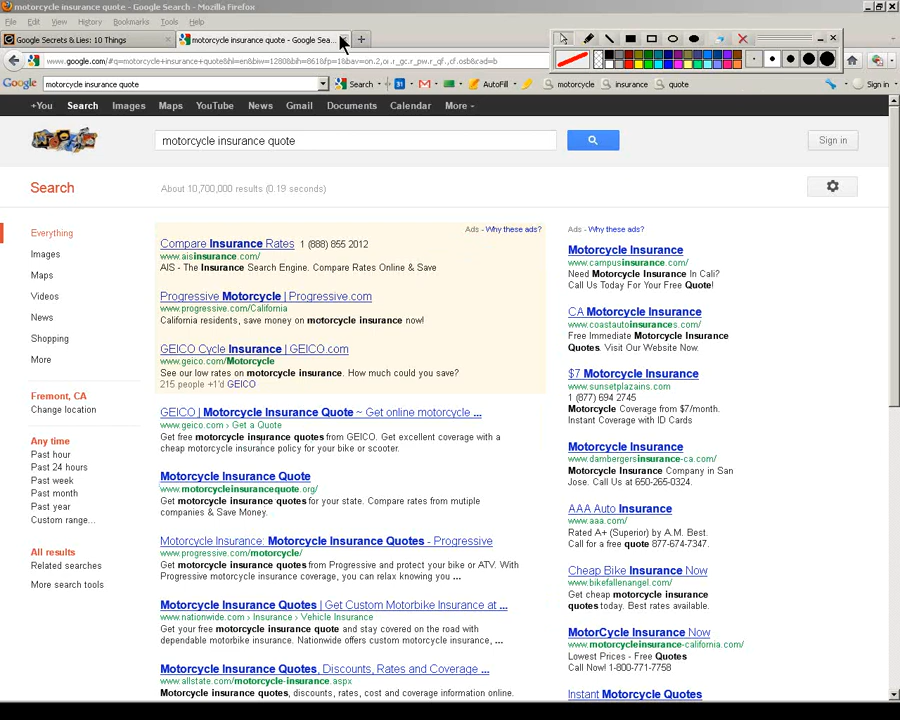 motorcycle insurance quote - Google Search - Mozilla Firefox
File Edit View History Bookmarks Tools Help
Google Secrets & Lies: 10 Things
motorcycle insurance quote - Google Sea...
Google motorcycle insurance quote Search AutoFill motorcycle insurance quote Sign in
+You Search Images Maps YouTube News Gmail Documents Calendar More
motorcycle insurance quote
Sign in
Search
About 10,700,000 results (0.19 seconds)
Everything
Images
Maps
Videos
News
Shopping
More
Fremont, CA
Change location
Any time
Past hour
Past 24 hours
Past week
Past month
Past year
Custom range...
All results
Related searches
More search tools
Ads - Why these ads?
Compare Insurance Rates 1 (888) 855 2012
www.aisinsurance.com/
AIS - The Insurance Search Engine. Compare Rates Online & Save
Progressive Motorcycle | Progressive.com
www.progressive.com/California
California residents, save money on motorcycle insurance now!
GEICO Cycle Insurance | GEICO.com
www.geico.com/Motorcycle
See our low rates on motorcycle insurance. How much could you save?
215 people +1'd GEICO
GEICO | Motorcycle Insurance Quote ~ Get online motorcycle ...
www.geico.com › Get a Quote
Get free motorcycle insurance quotes from GEICO. Get excellent coverage with a
cheap motorcycle insurance policy for your bike or scooter.
Motorcycle Insurance Quote
www.motorcycleinsurancequote.org/
Get motorcycle insurance quotes for your state. Compare rates from mutiple
companies & Save Money.
Motorcycle Insurance: Motorcycle Insurance Quotes - Progressive
www.progressive.com/motorcycle/
Get motorcycle insurance quotes from Progressive and protect your bike or ATV. With
Progressive motorcycle insurance coverage, you can relax knowing you ...
Motorcycle Insurance Quotes | Get Custom Motorbike Insurance at ...
www.nationwide.com › Insurance › Vehicle Insurance
Get your free motorcycle insurance quote and stay covered on the road with
dependable motorbike insurance. Nationwide offers custom motorcycle insurance, ...
Motorcycle Insurance Quotes, Discounts, Rates and Coverage ...
www.allstate.com/motorcycle-insurance.aspx
Motorcycle insurance quotes, discounts, rates, cost and coverage information online.
Ads - Why these ads?
Motorcycle Insurance
www.campusinsurance.com/
Need Motorcycle Insurance In Cali?
Call Us Today For Your Free Quote!
CA Motorcycle Insurance
www.coastautoinsurances.com/
Free Immediate Motorcycle Insurance
Quotes. Visit Our Website Now.
$7 Motorcycle Insurance
www.sunsetplazains.com
1 (877) 694 2745
Motorcycle Coverage from $7/month.
Instant Coverage with ID Cards
Motorcycle Insurance
www.dambergersinsurance-ca.com/
Motorcycle Insurance Company in San
Jose. Call Us at 650-265-0324.
AAA Auto Insurance
www.aaa.com/
Rated A+ (Superior) by A.M. Best.
Call for a free quote 877-674-7347.
Cheap Bike Insurance Now
www.bikefallenangel.com/
Get cheap motorcycle insurance
quotes today. Best rates available.
MotorCycle Insurance Now
www.motorcycleinsurance-california.com/
Lowest Prices - Free Quotes
Call Now! 1-800-771-7758
Instant Motorcycle Quotes